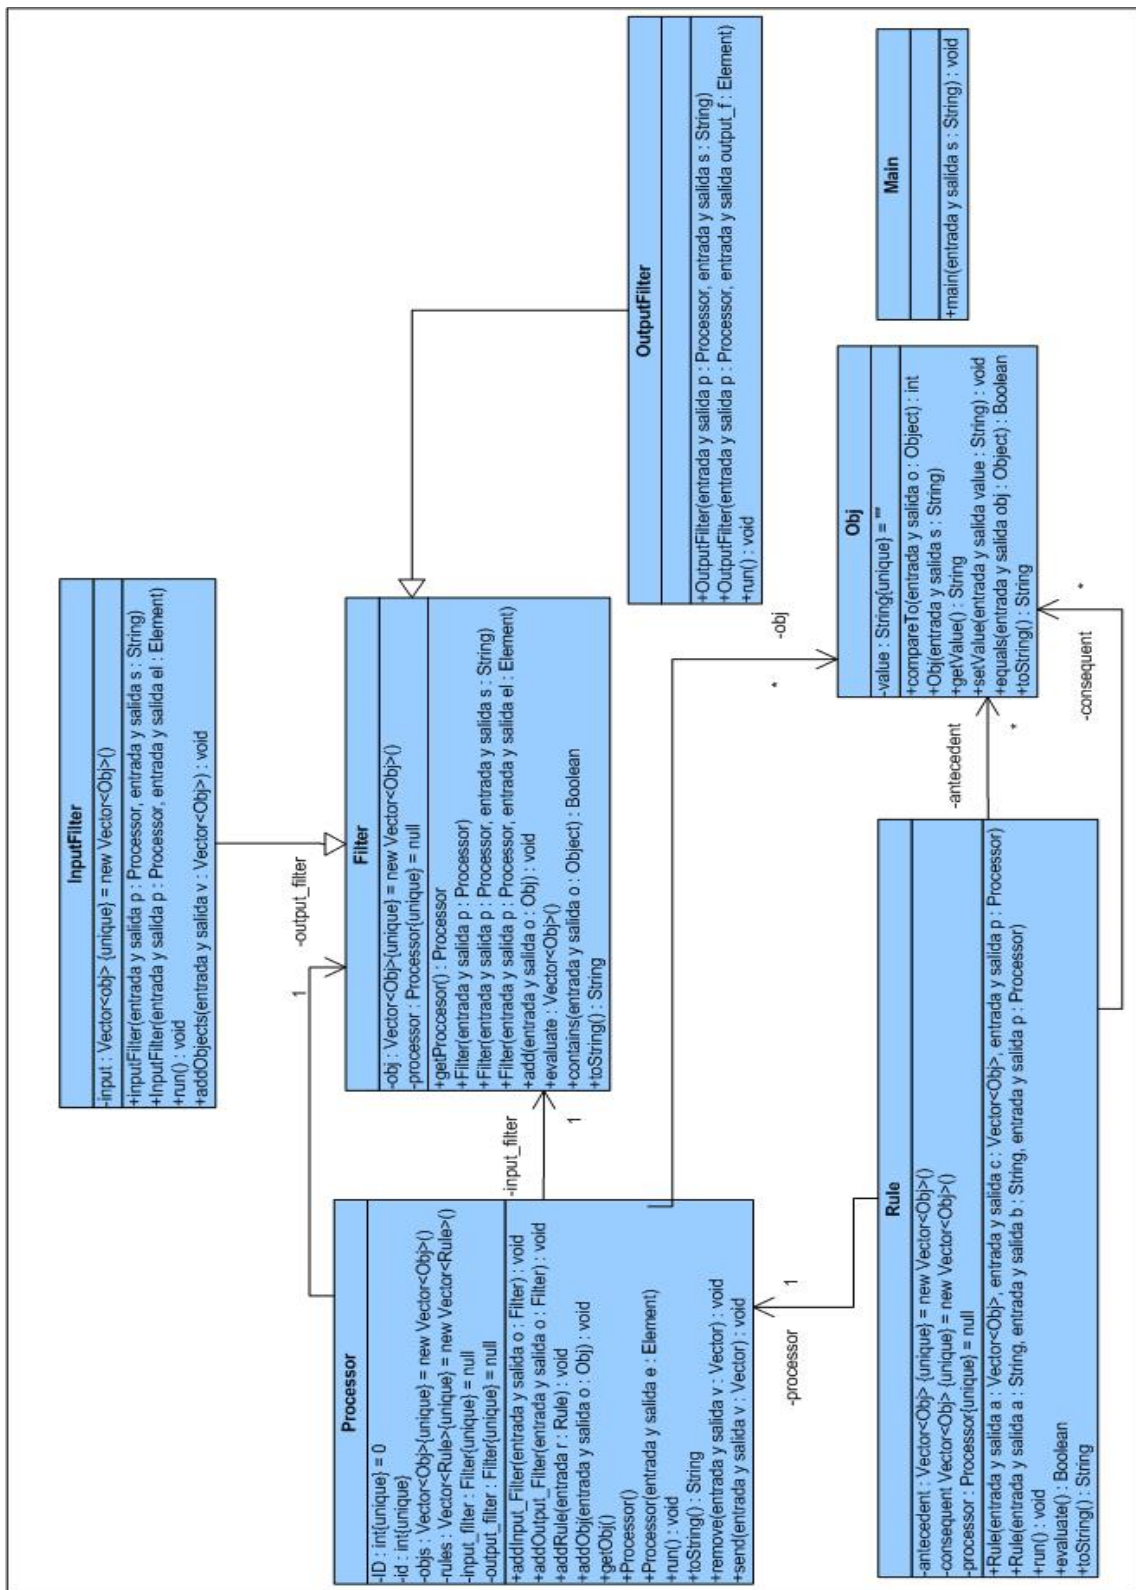 InputFilter
-input : Vector<obj> {unique} = new Vector<Obj>()
+inputFilter(entrada y salida p : Processor, entrada y salida s : String)
+InputFilter(entrada y salida p : Processor, entrada y salida el : Element)
+run() : void
+addObjects(entrada y salida v : Vector<Obj>) : void
-output_filter
1
Filter
-obj : Vector<Obj>{unique} = new Vector<Obj>()
-processor : Processor{unique} = null
+getProccesor() : Processor
+Filter(entrada y salida p : Processor)
+Filter(entrada y salida p : Processor, entrada y salida s : String)
+Filter(entrada y salida p : Processor, entrada y salida el : Element)
+add(entrada y salida o : Obj) : void
+evaluate : Vector<Obj>()
+contains(entrada y salida o : Object) : Boolean
+toString() : String
OutputFilter
+OutputFilter(entrada y salida p : Processor, entrada y salida s : String)
+OutputFilter(entrada y salida p : Processor, entrada y salida output_f : Element)
+run() : void
Main
+main(entrada y salida s : String) : void
Processor
-ID : int{unique} = 0
-id : int{unique}
-objs : Vector<Obj>{unique} = new Vector<Obj>()
-rules : Vector<Rule>{unique} = new Vector<Rule>()
-input_filter : Filter{unique} = null
-output_filter : Filter{unique} = null
+addInput_Filter(entrada y salida o : Filter) : void
+addOutput_Filter(entrada y salida o : Filter) : void
+addRule(entrada r : Rule) : void
+addObj(entrada y salida o : Obj) : void
+getObj()
+Processor()
+Processor(entrada y salida e : Element)
+run() : void
+toString() : String
+remove(entrada y salida v : Vector) : void
+send(entrada y salida v : Vector) : void
-input_filter
1
-obj
*
Obj
-value : String{unique} = ""
+compareTo(entrada y salida o : Object) : int
+Obj(entrada y salida s : String)
+getValue() : String
+setValue(entrada y salida value : String) : void
+equals(entrada y salida obj : Object) : Boolean
+toString() : String
-processor
1
-antecedent
*
-consequent
*
Rule
-antecedent : Vector<Obj> {unique} = new Vector<Obj>()
-consequent Vector<Obj> {unique} = new Vector<Obj>()
-processor : Processor{unique} = null
+Rule(entrada y salida a : Vector<Obj>, entrada y salida c : Vector<Obj>, entrada y salida p : Processor)
+Rule(entrada y salida a : String, entrada y salida b : String, entrada y salida p : Processor)
+run() : void
+evaluate() : Boolean
+toString() : String